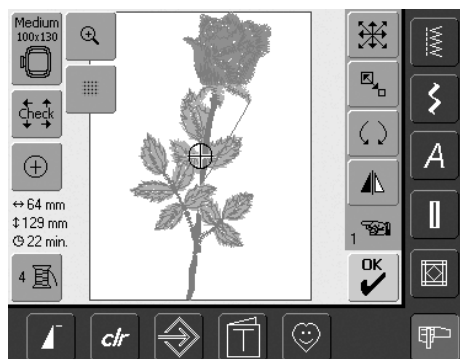 Medium
100x130
Check
↔ 64 mm
↕ 129 mm
22 min.
4
1
OK
A
clr